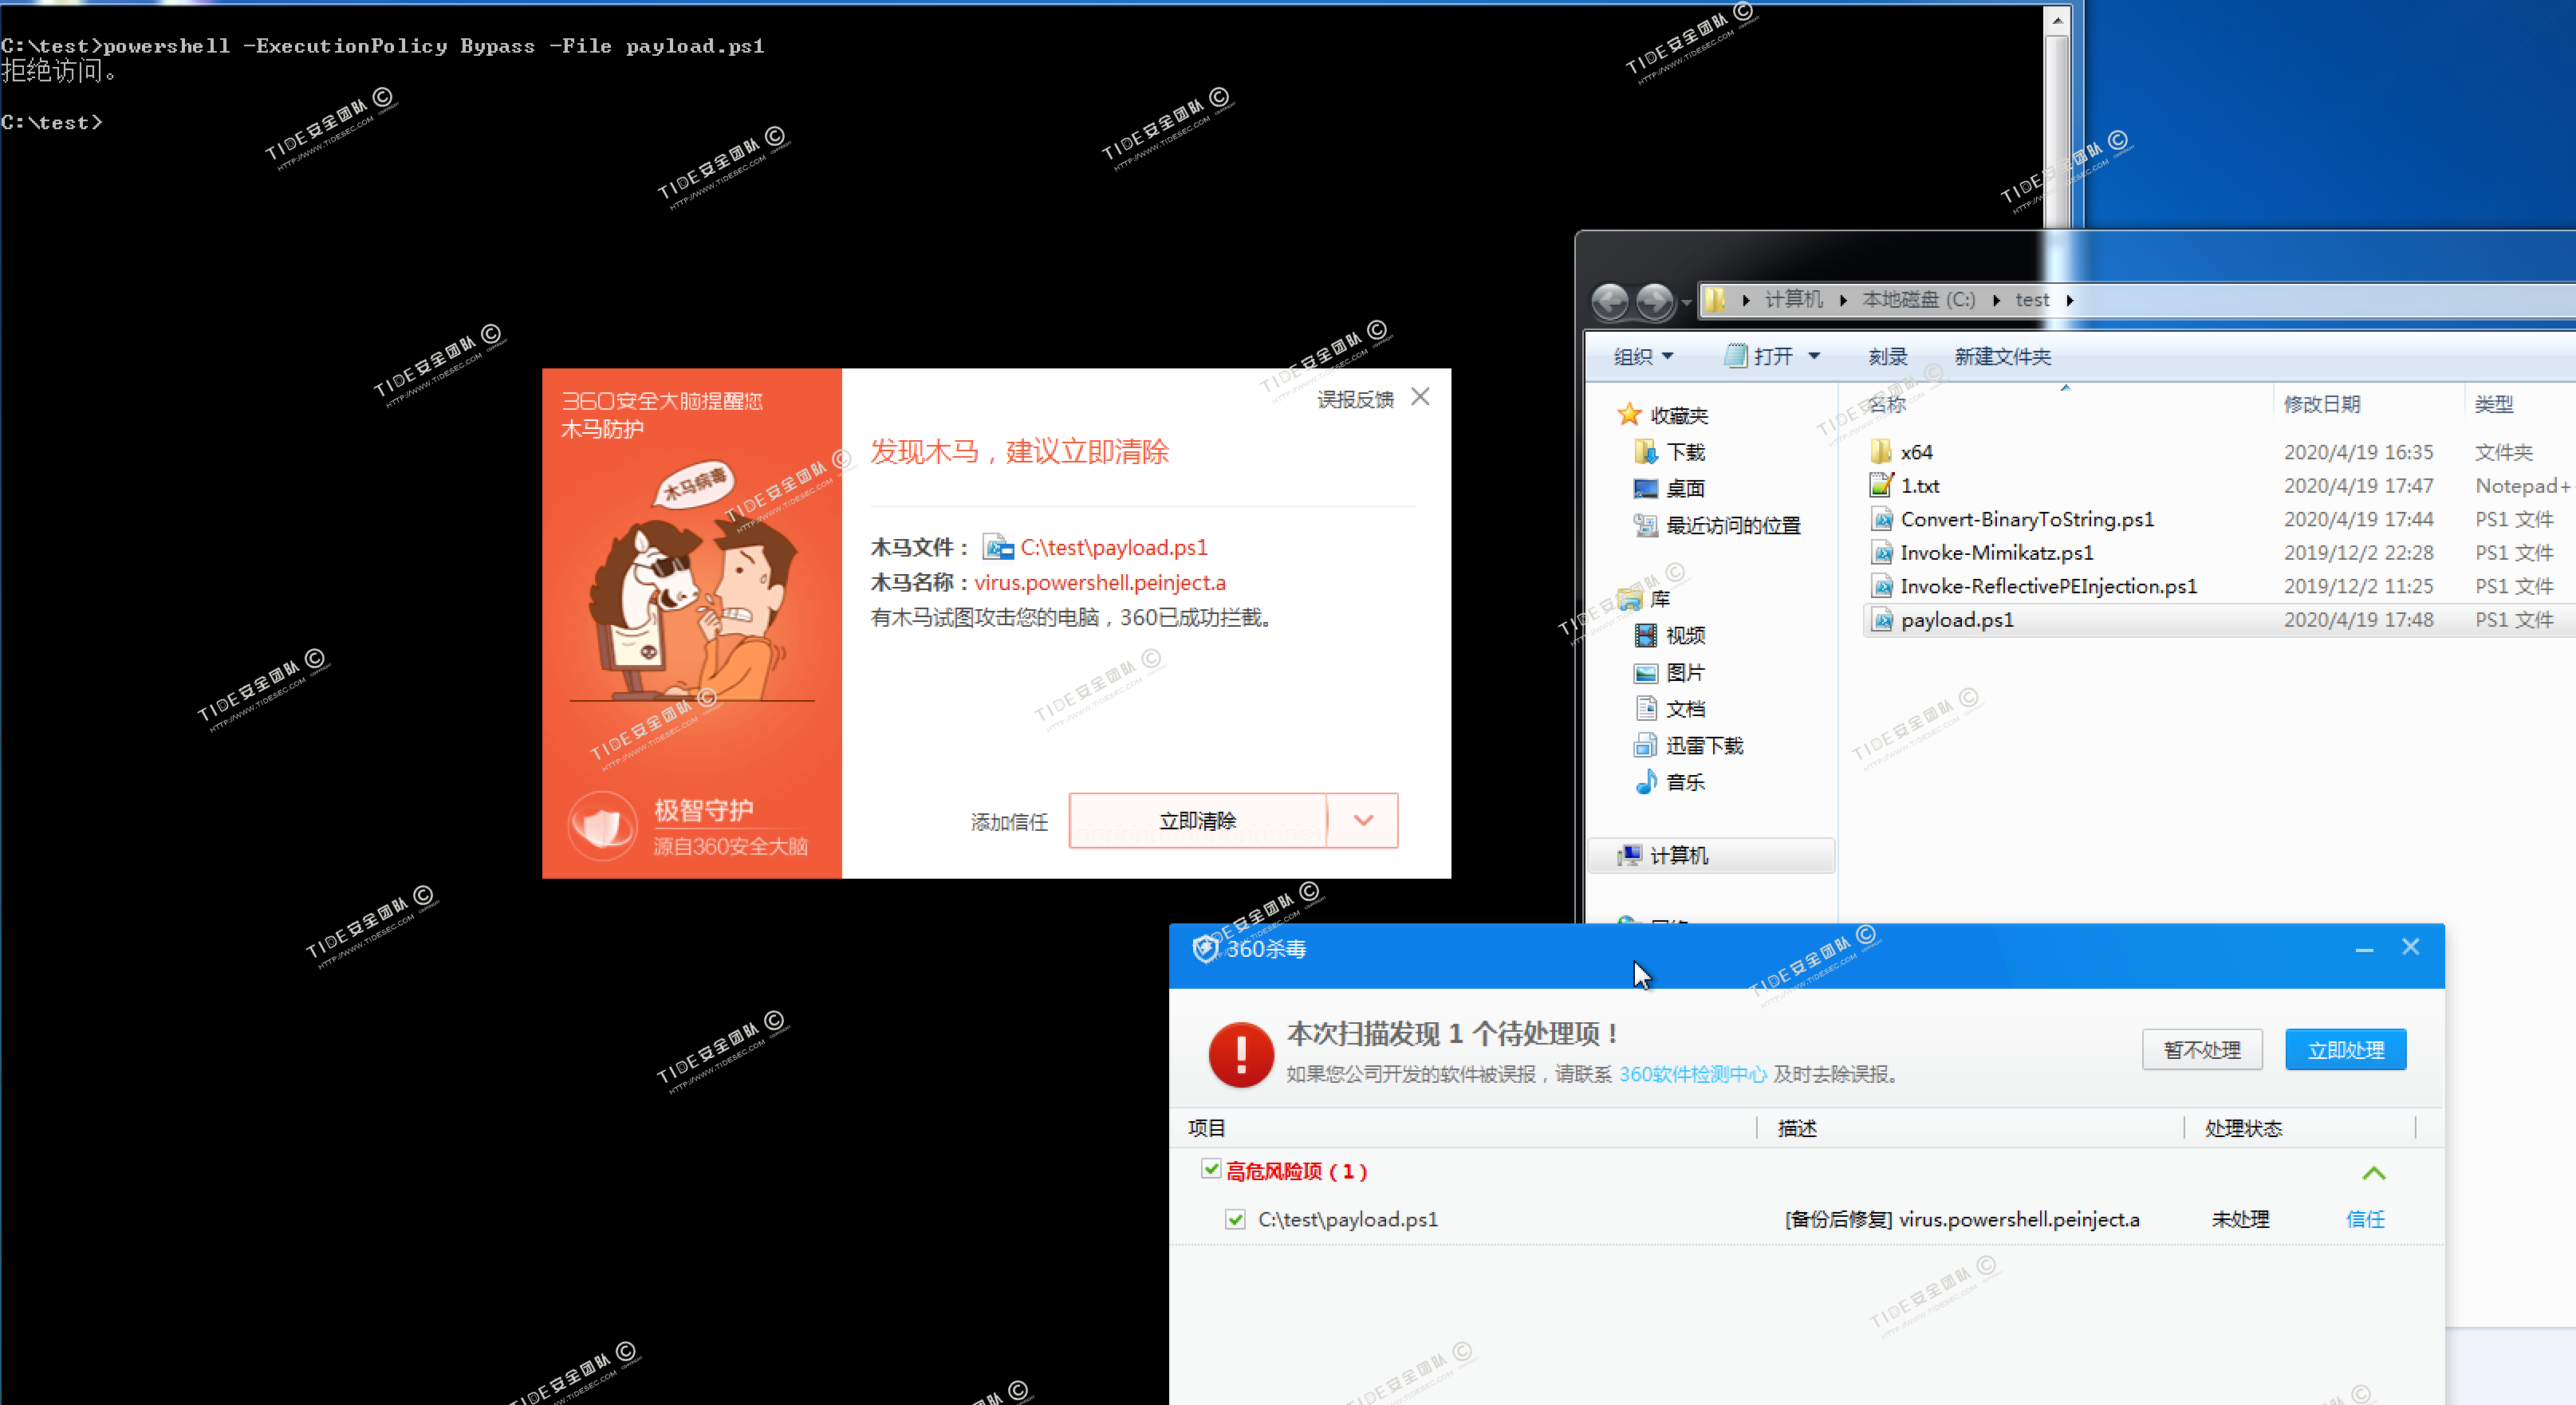 C:\test>powershell -ExecutionPolicy Bypass -File payload.ps1
拒绝访问。
C:\test>
360安全大脑提醒您
木马防护
木马病毒
极智守护
源自360安全大脑
误报反馈
发现木马，建议立即清除
木马文件： C:\test\payload.ps1
木马名称：virus.powershell.peinject.a
有木马试图攻击您的电脑，360已成功拦截。
添加信任 立即清除
计算机 本地磁盘 (C:) test
组织 打开 刻录 新建文件夹
收藏夹
下载
桌面
最近访问的位置
库
视频
图片
文档
迅雷下载
音乐
计算机
名称 修改日期 类型
x64 2020/4/19 16:35 文件夹
1.txt 2020/4/19 17:47 Notepad+
Convert-BinaryToString.ps1 2020/4/19 17:44 PS1 文件
Invoke-Mimikatz.ps1 2019/12/2 22:28 PS1 文件
Invoke-ReflectivePEInjection.ps1 2019/12/2 11:25 PS1 文件
payload.ps1 2020/4/19 17:48 PS1 文件
360杀毒
本次扫描发现 1 个待处理项！
如果您公司开发的软件被误报，请联系 360软件检测中心 及时去除误报。
暂不处理 立即处理
项目 描述 处理状态
高危风险项（1）
C:\test\payload.ps1 [备份后修复] virus.powershell.peinject.a 未处理 信任
TIDE安全团队 ©
HTTP://WWW.TIDESEC.COM